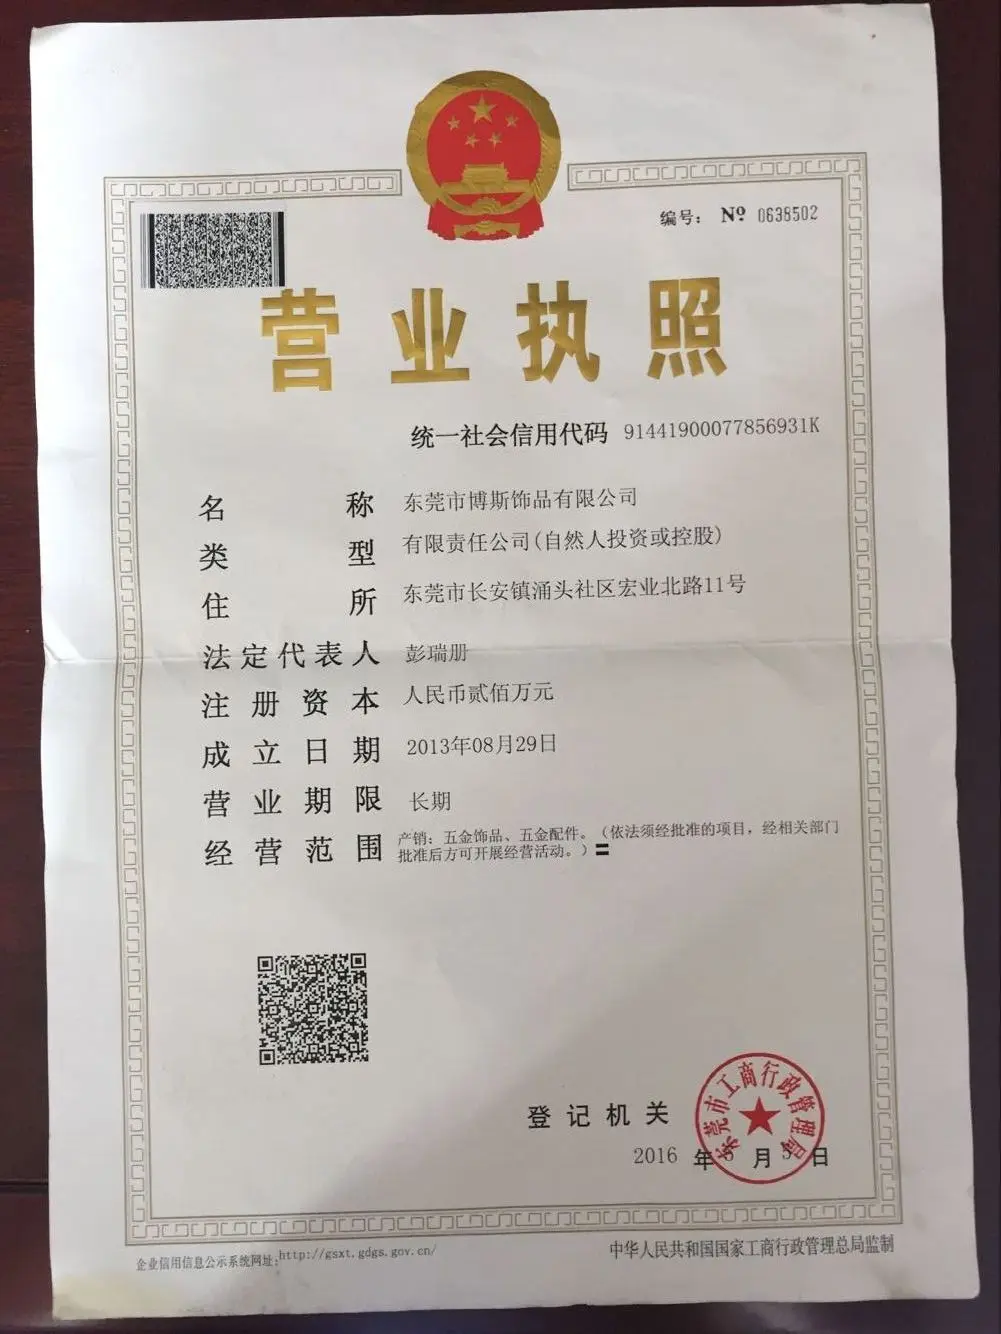 编号： Nº 0638502
营业执照
统一社会信用代码 91441900077856931K
名称 东莞市博斯饰品有限公司
类型 有限责任公司(自然人投资或控股)
住所 东莞市长安镇涌头社区宏业北路11号
法定代表人 彭瑞册
注册资本 人民币贰佰万元
成立日期 2013年08月29日
营业期限 长期
经营范围 产销：五金饰品、五金配件。（依法须经批准的项目，经相关部门
批准后方可开展经营活动。）〓
登记机关
东莞市工商行政管理局
2016 年 月 日
企业信用信息公示系统网址：http://gsxt.gdgs.gov.cn/
中华人民共和国国家工商行政管理总局监制